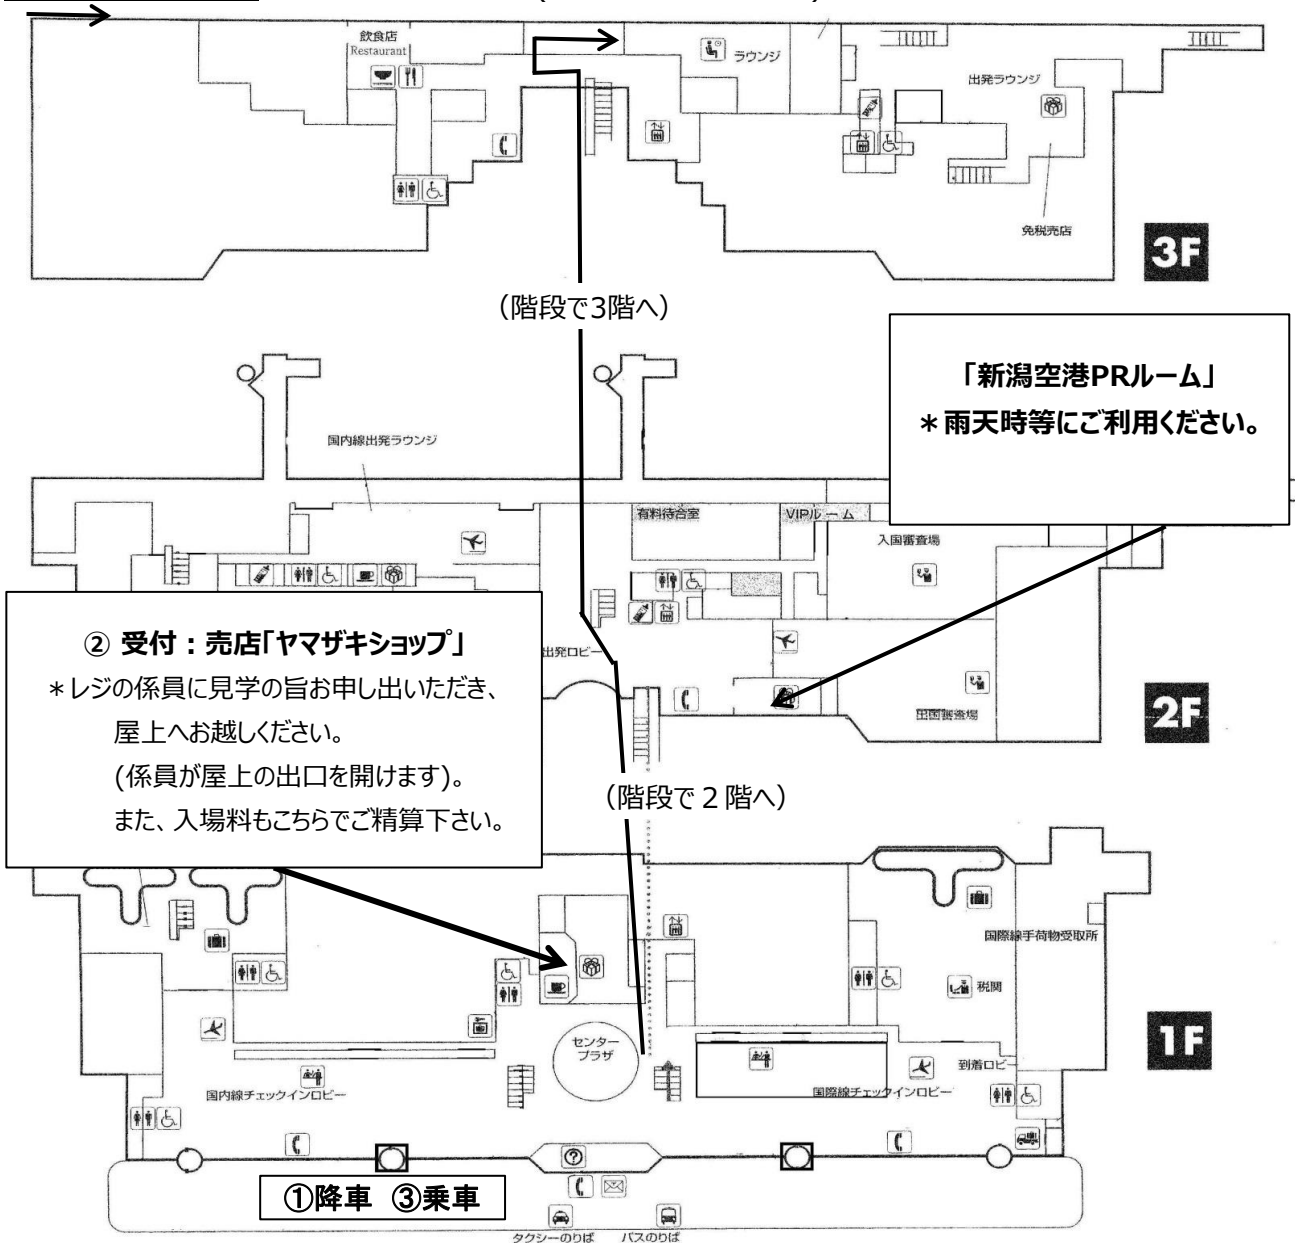 飲食店
Restaurant
ラウンジ
出発ラウンジ
免税売店
3F
（階段で3階へ）
「新潟空港PRルーム」
＊雨天時等にご利用ください。
国内線出発ラウンジ
有料待合室
VIPルーム
入国審査場
② 受付：売店「ヤマザキショップ」
＊レジの係員に見学の旨お申し出いただき、
屋上へお越しください。
(係員が屋上の出口を開けます)。
また、入場料もこちらでご精算下さい。
出発ロビー
出国審査場
2F
（階段で２階へ）
国際線手荷物受取所
税関
センター
プラザ
1F
到着ロビー
国内線チェックインロビー
国際線チェックインロビー
①降車 ③乗車
タクシーのりば
バスのりば